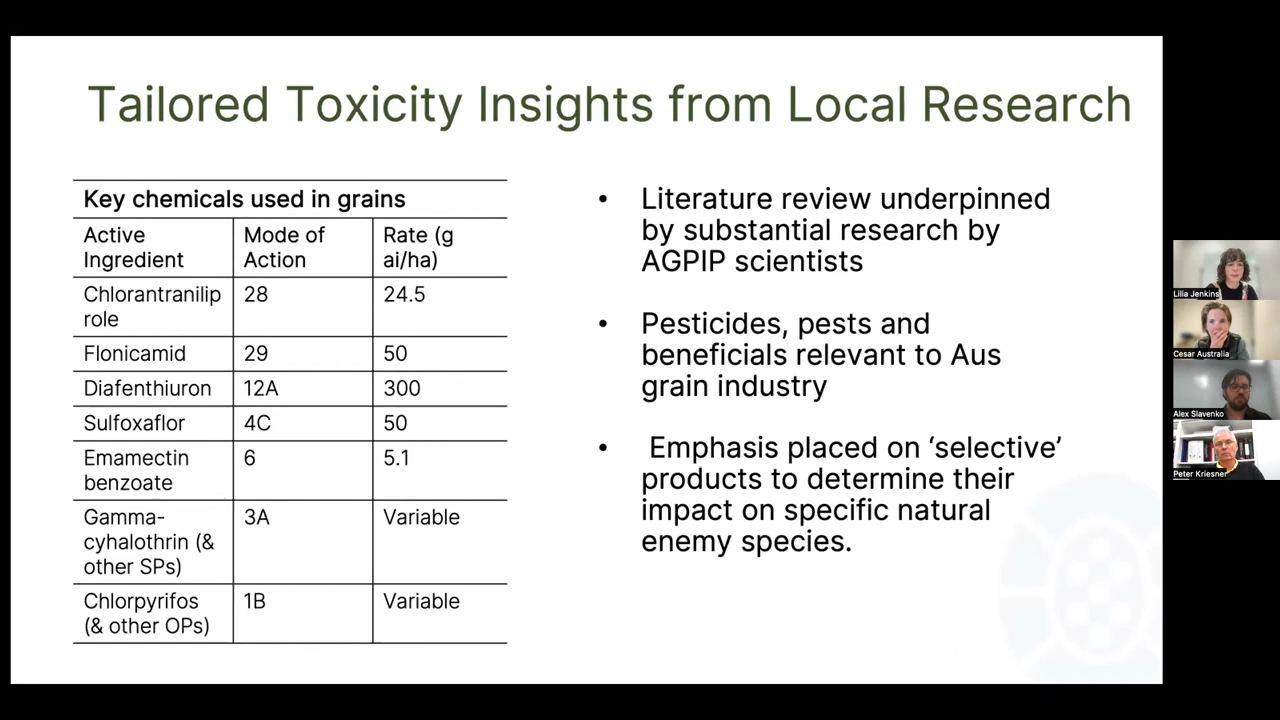 Tailored Toxicity Insights from Local Research
Key chemicals used in grains
Active Ingredient Mode of Action Rate (g ai/ha)
Chlorantraniliprole 28 24.5
Flonicamid 29 50
Diafenthiuron 12A 300
Sulfoxaflor 4C 50
Emamectin benzoate 6 5.1
Gamma-cyhalothrin (& other SPs) 3A Variable
Chlorpyrifos (& other OPs) 1B Variable
• Literature review underpinned
by substantial research by
AGPIP scientists
• Pesticides, pests and
beneficials relevant to Aus
grain industry
• Emphasis placed on ‘selective’
products to determine their
impact on specific natural
enemy species.
Lilia Jenkins
Cesar Australia
Alex Slavenko
Peter Kriesner